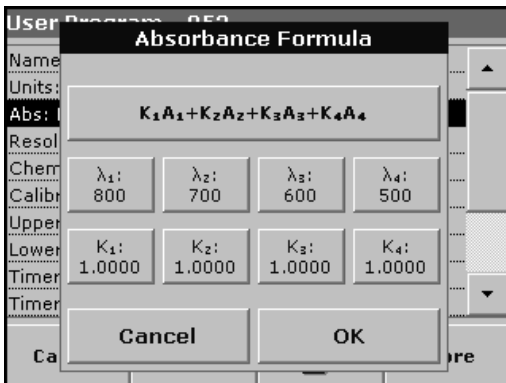 User Program 952
Absorbance Formula
Name
Units:
Abs:
Resol
Chem
Calibr
Upper
Lower
Timer
Timer
K₁A₁+K₂A₂+K₃A₃+K₄A₄
λ₁: λ₂: λ₃: λ₄:
800 700 600 500
K₁: K₂: K₃: K₄:
1.0000 1.0000 1.0000 1.0000
Cancel OK
Ca ore